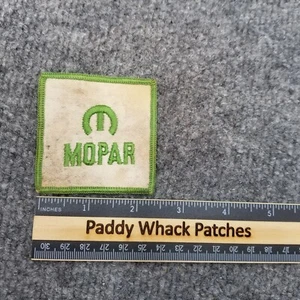 MOPAR
INCHES 1 2 3 4 5
Paddy Whack Patches